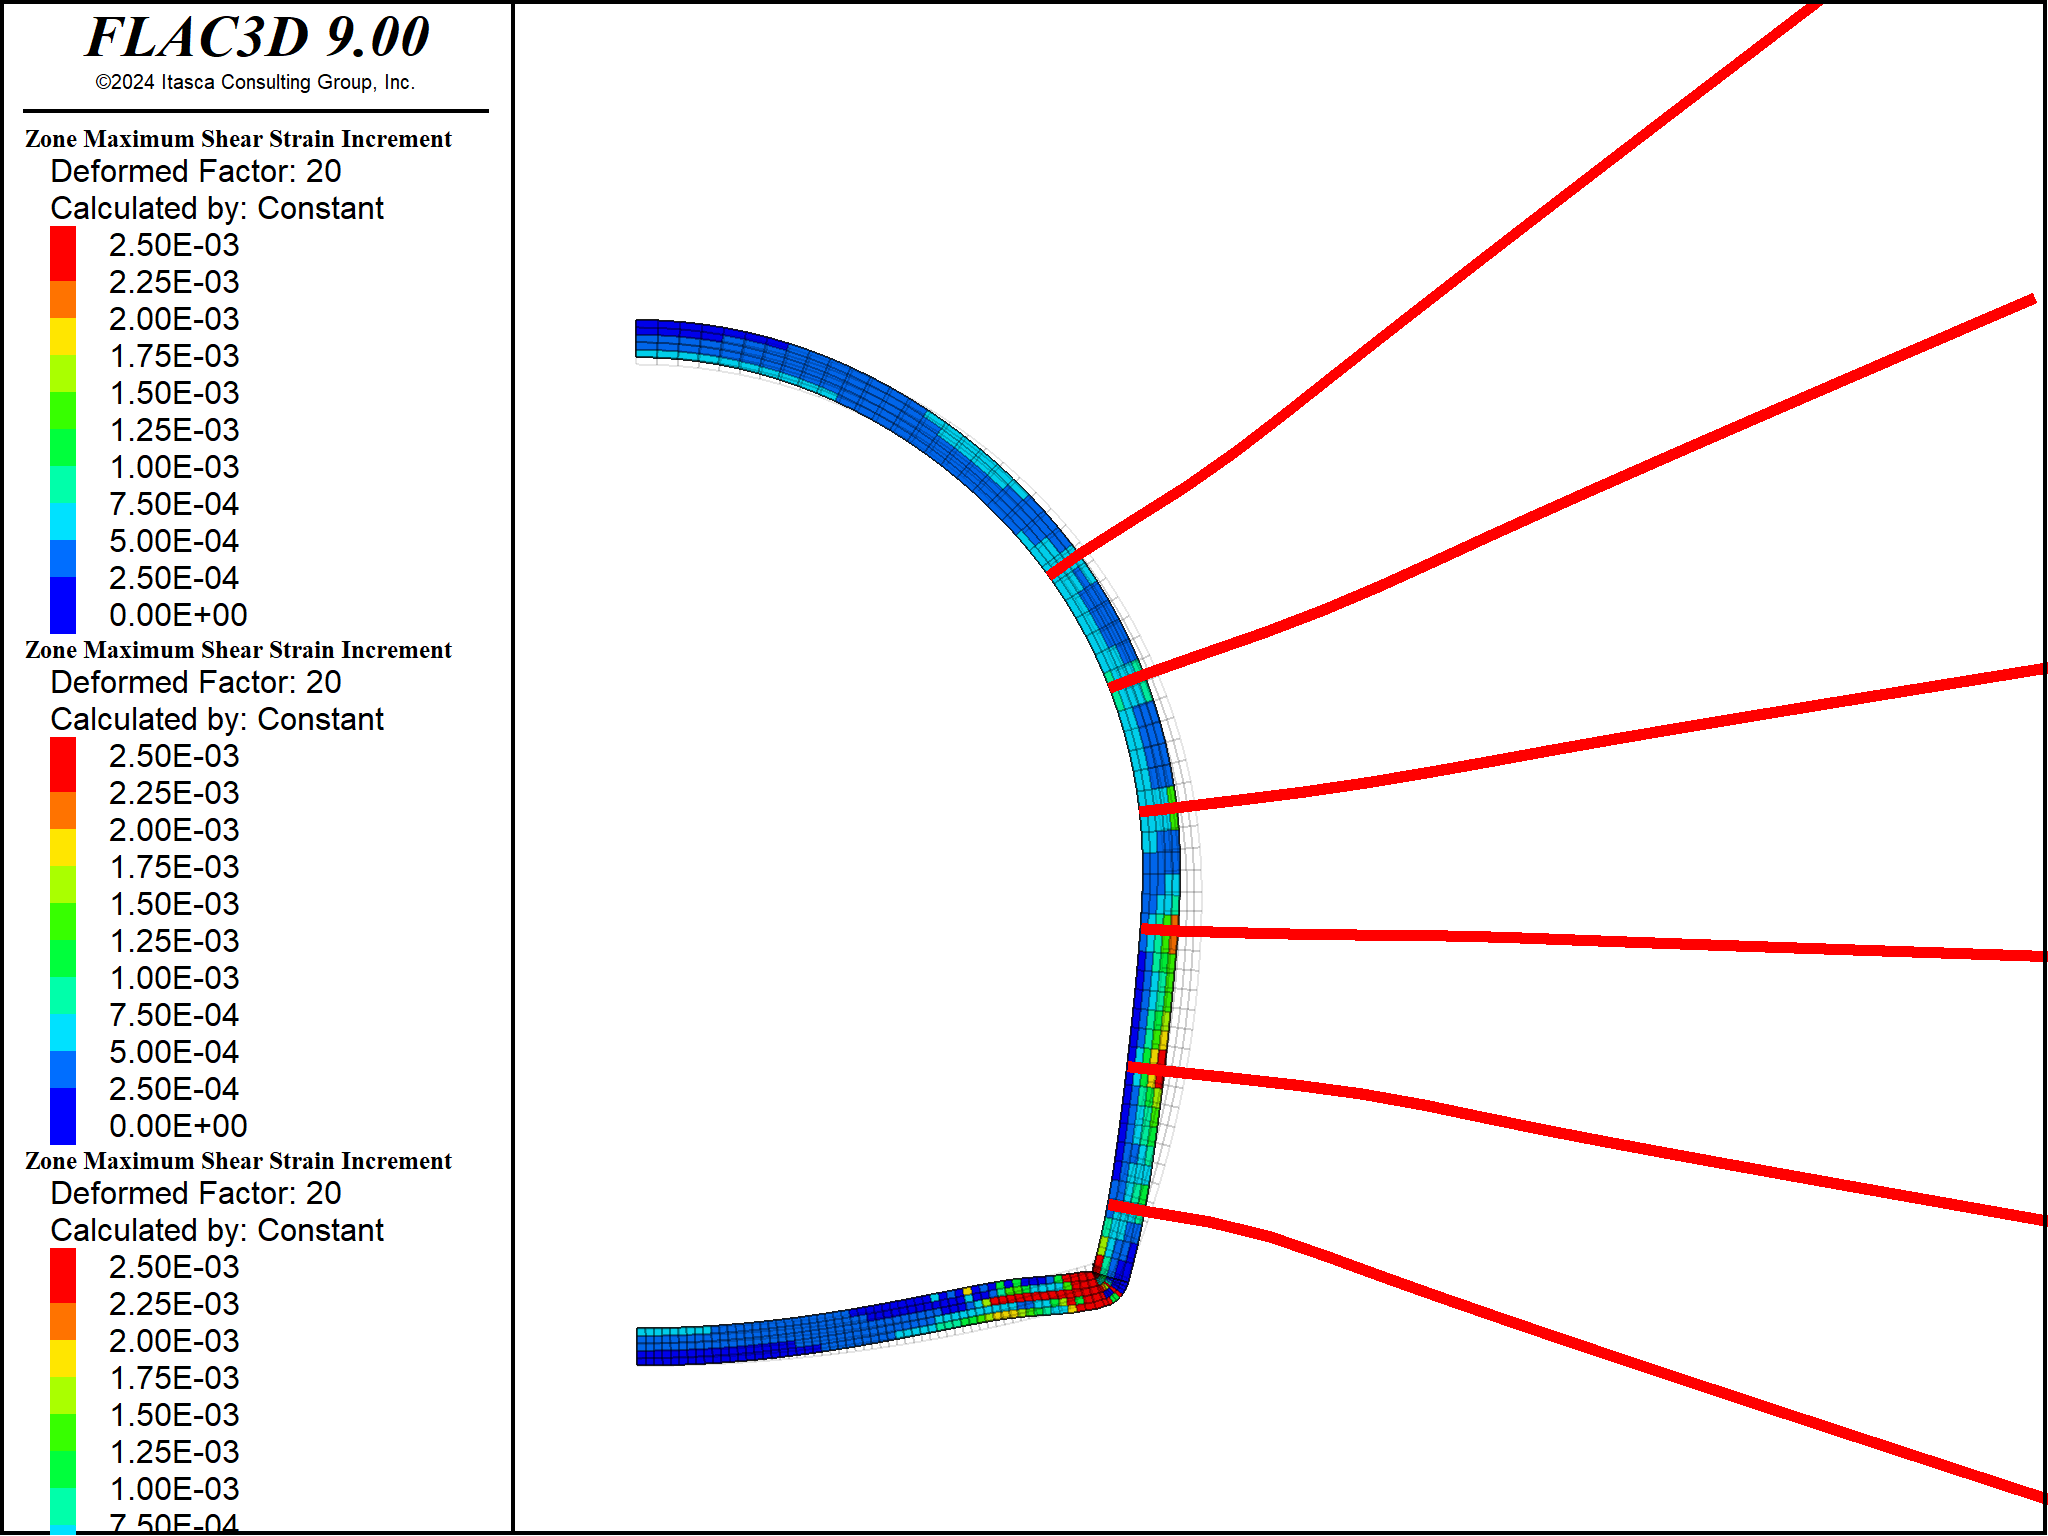 FLAC3D 9.00
©2024 Itasca Consulting Group, Inc.
Zone Maximum Shear Strain Increment
Deformed Factor: 20
Calculated by: Constant
2.50E-03
2.25E-03
2.00E-03
1.75E-03
1.50E-03
1.25E-03
1.00E-03
7.50E-04
5.00E-04
2.50E-04
0.00E+00
Zone Maximum Shear Strain Increment
Deformed Factor: 20
Calculated by: Constant
2.50E-03
2.25E-03
2.00E-03
1.75E-03
1.50E-03
1.25E-03
1.00E-03
7.50E-04
5.00E-04
2.50E-04
0.00E+00
Zone Maximum Shear Strain Increment
Deformed Factor: 20
Calculated by: Constant
2.50E-03
2.25E-03
2.00E-03
1.75E-03
1.50E-03
1.25E-03
1.00E-03
7.50E-04